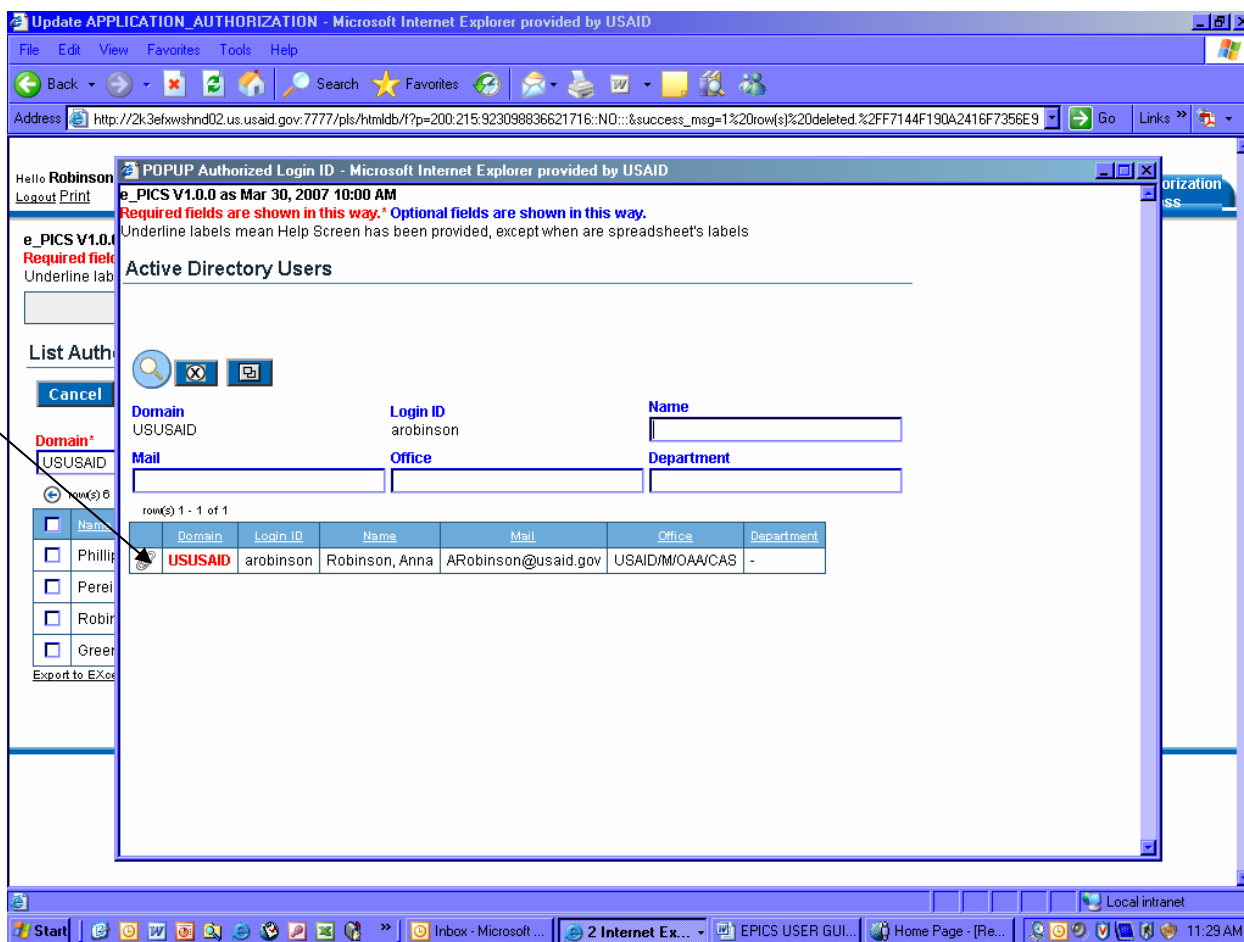 Update APPLICATION_AUTHORIZATION - Microsoft Internet Explorer provided by USAID
File Edit View Favorites Tools Help
Back Search Favorites
Address http://2k3efxwshnd02.us.usaid.gov:7777/pls/htmldb/f?p=200:215:923098836621716::NO:::&success_msg=1%20row(s)%20deleted.%2FF7144F190A2416F7356E9 Go Links »
Hello Robinson
Logout Print
orization
ss
e_PICS V1.0.
Required field
Underline lab
List Auth
Cancel
Domain*
USUSAID
row(s) 6
Name
Phillip
Perei
Robin
Green
Export to EXce
POPUP Authorized Login ID - Microsoft Internet Explorer provided by USAID
e_PICS V1.0.0 as Mar 30, 2007 10:00 AM
Required fields are shown in this way.* Optional fields are shown in this way.
Underline labels mean Help Screen has been provided, except when are spreadsheet's labels
Active Directory Users
Domain Login ID Name
USUSAID arobinson
Mail Office Department
row(s) 1 - 1 of 1
Domain Login ID Name Mail Office Department
USUSAID arobinson Robinson, Anna ARobinson@usaid.gov USAID/M/OAA/CAS -
Local intranet
Start » Inbox - Microsoft ... 2 Internet Ex... EPICS USER GUI... Home Page - [Re... 11:29 AM